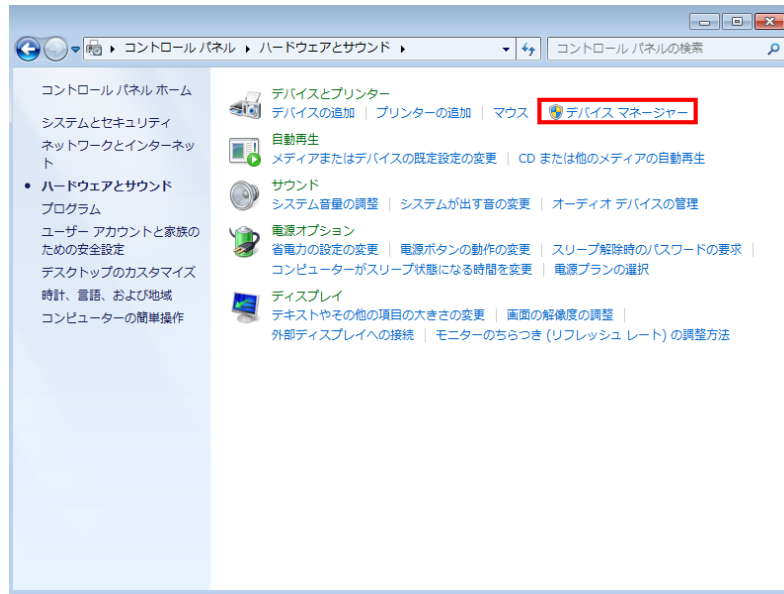 コントロール パネル ▸ ハードウェアとサウンド ▸
コントロール パネルの検索
コントロール パネル ホーム
システムとセキュリティ
ネットワークとインターネッ
ト
ハードウェアとサウンド
プログラム
ユーザー アカウントと家族の
ための安全設定
デスクトップのカスタマイズ
時計、言語、および地域
コンピューターの簡単操作
デバイスとプリンター
デバイスの追加 | プリンターの追加 | マウス | デバイス マネージャー
自動再生
メディアまたはデバイスの既定設定の変更 | CD または他のメディアの自動再生
サウンド
システム音量の調整 | システムが出す音の変更 | オーディオ デバイスの管理
電源オプション
省電力の設定の変更 | 電源ボタンの動作の変更 | スリープ解除時のパスワードの要求 |
コンピューターがスリープ状態になる時間を変更 | 電源プランの選択
ディスプレイ
テキストやその他の項目の大きさの変更 | 画面の解像度の調整 |
外部ディスプレイへの接続 | モニターのちらつき (リフレッシュ レート) の調整方法